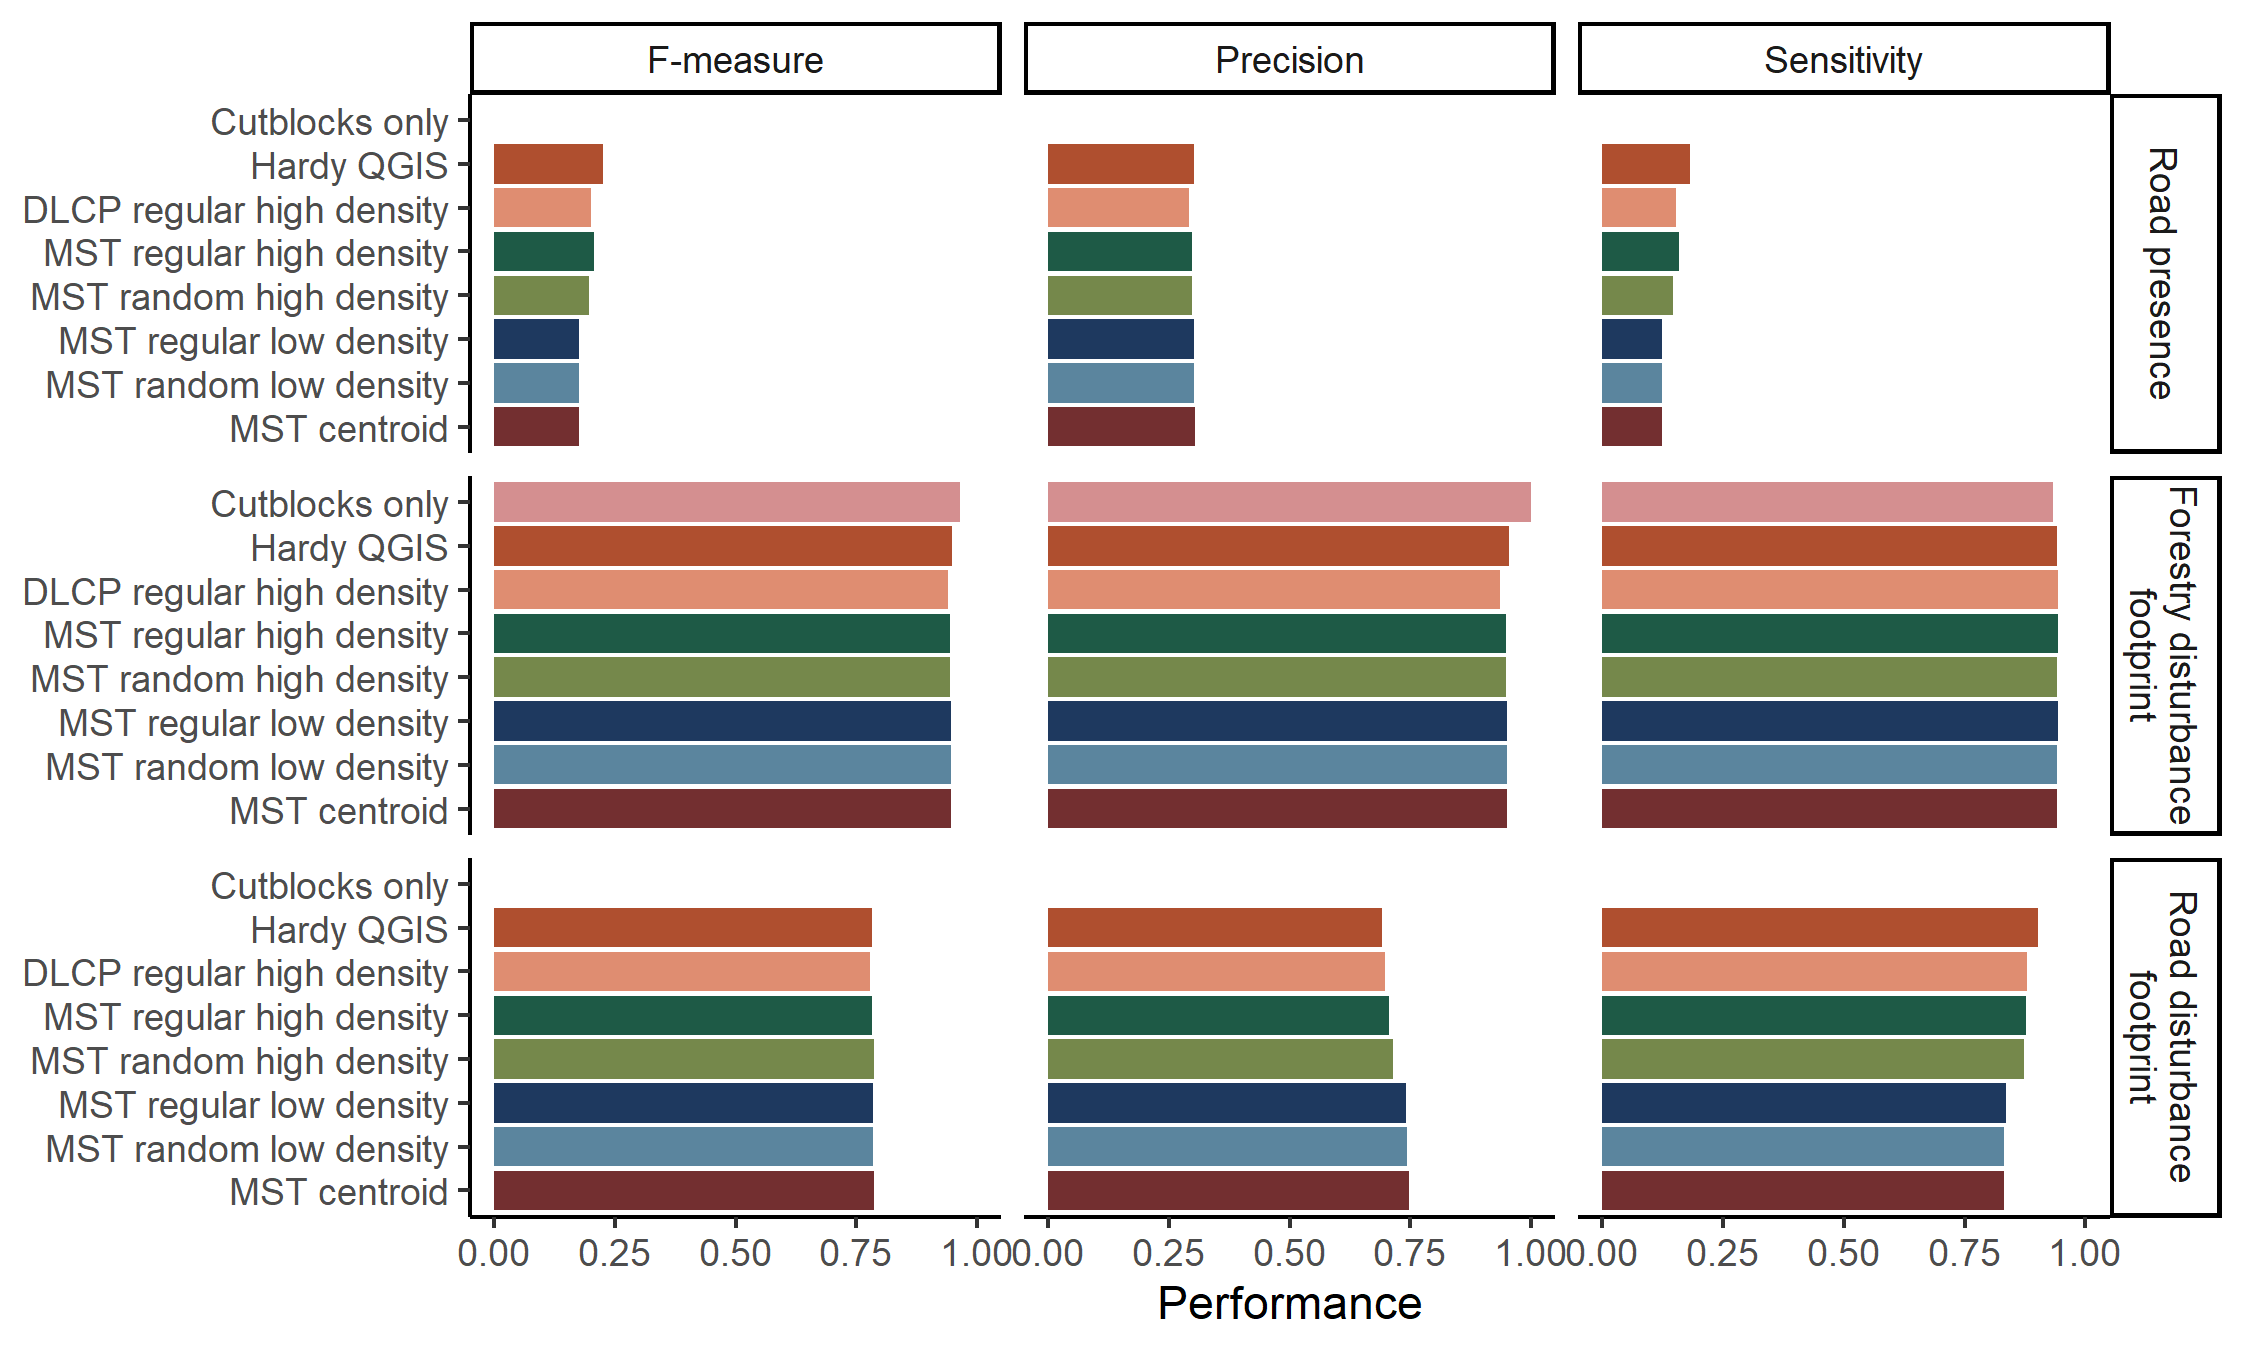 F-measure
Precision
Sensitivity
Cutblocks only
Hardy QGIS
DLCP regular high density
MST regular high density
MST random high density
MST regular low density
MST random low density
MST centroid
Road presence
Cutblocks only
Hardy QGIS
DLCP regular high density
MST regular high density
MST random high density
MST regular low density
MST random low density
MST centroid
Forestry disturbance
footprint
Cutblocks only
Hardy QGIS
DLCP regular high density
MST regular high density
MST random high density
MST regular low density
MST random low density
MST centroid
Road disturbance
footprint
0.00 0.25 0.50 0.75 1.00
0.00 0.25 0.50 0.75 1.00
0.00 0.25 0.50 0.75 1.00
Performance